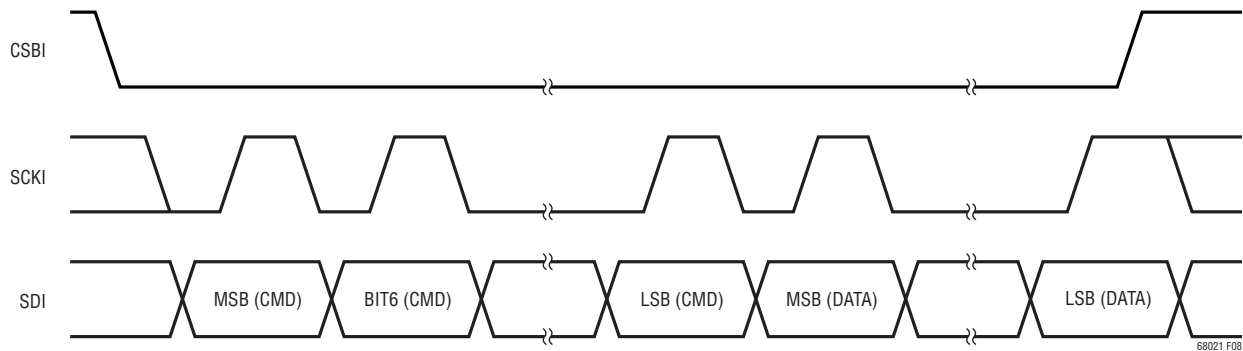 CSBI
SCKI
SDI
MSB (CMD)
BIT6 (CMD)
LSB (CMD)
MSB (DATA)
LSB (DATA)
68021 F08